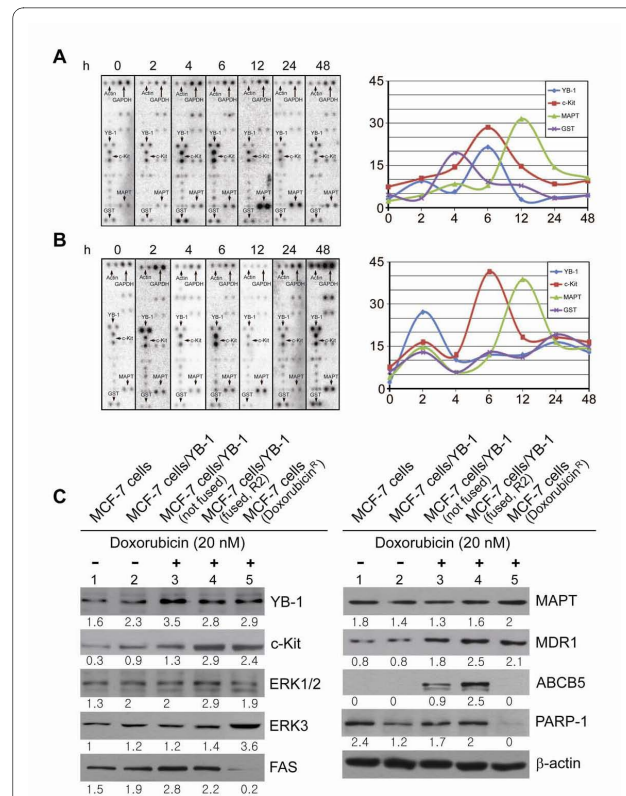 A
h 0 2 4 6 12 24 48
Actin
GAPDH
YB-1
c-Kit
MAPT
GST
45
30
15
0
0 2 4 6 12 24 48
YB-1
c-Kit
MAPT
GST
B
h 0 2 4 6 12 24 48
Actin
GAPDH
YB-1
c-Kit
MAPT
GST
45
30
15
0
0 2 4 6 12 24 48
YB-1
c-Kit
MAPT
GST
C
MCF-7 cells
MCF-7 cells/YB-1
MCF-7 cells/YB-1
(not fused)
MCF-7 cells/YB-1
(fused, R2)
MCF-7 cells
(Doxorubicinᴿ)
Doxorubicin (20 nM)
– – + + +
1 2 3 4 5
YB-1
1.6 2.3 3.5 2.8 2.9
c-Kit
0.3 0.9 1.3 2.9 2.4
ERK1/2
1.3 2 2 2.9 1.9
ERK3
1 1.2 1.2 1.4 3.6
FAS
1.5 1.9 2.8 2.2 0.2
MCF-7 cells
MCF-7 cells/YB-1
MCF-7 cells/YB-1
(not fused)
MCF-7 cells/YB-1
(fused, R2)
MCF-7 cells
(Doxorubicinᴿ)
Doxorubicin (20 nM)
– – + + +
1 2 3 4 5
MAPT
1.8 1.4 1.3 1.6 2
MDR1
0.8 0.8 1.8 2.5 2.1
ABCB5
0 0 0.9 2.5 0
PARP-1
2.4 1.2 1.7 2 0
β-actin